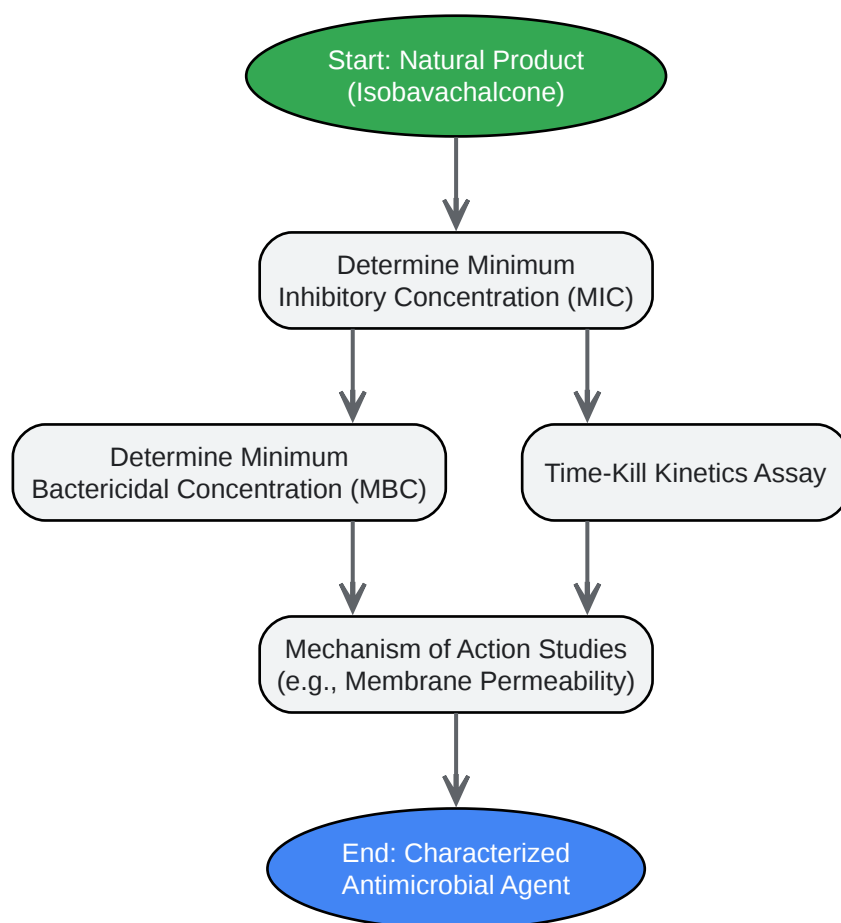 Start: Natural Product
(Isobavachalcone)
Determine Minimum
Inhibitory Concentration (MIC)
Determine Minimum
Bactericidal Concentration (MBC)
Time-Kill Kinetics Assay
Mechanism of Action Studies
(e.g., Membrane Permeability)
End: Characterized
Antimicrobial Agent